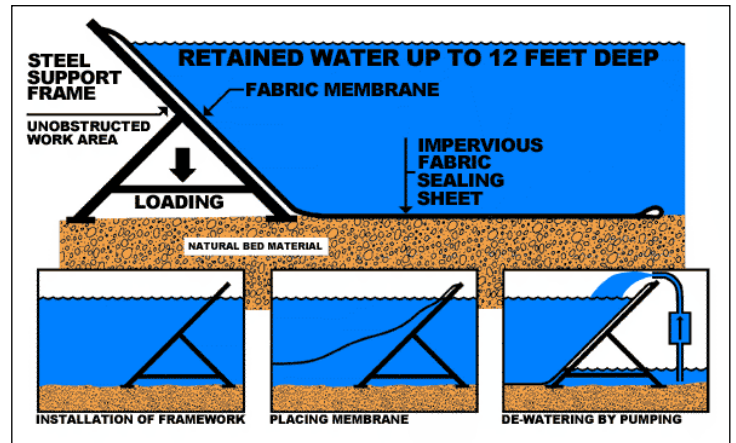 RETAINED WATER UP TO 12 FEET DEEP
STEEL
SUPPORT
FRAME
FABRIC MEMBRANE
UNOBSTRUCTED
WORK AREA
IMPERVIOUS
FABRIC
SEALING
SHEET
LOADING
NATURAL BED MATERIAL
INSTALLATION OF FRAMEWORK
PLACING MEMBRANE
DE-WATERING BY PUMPING